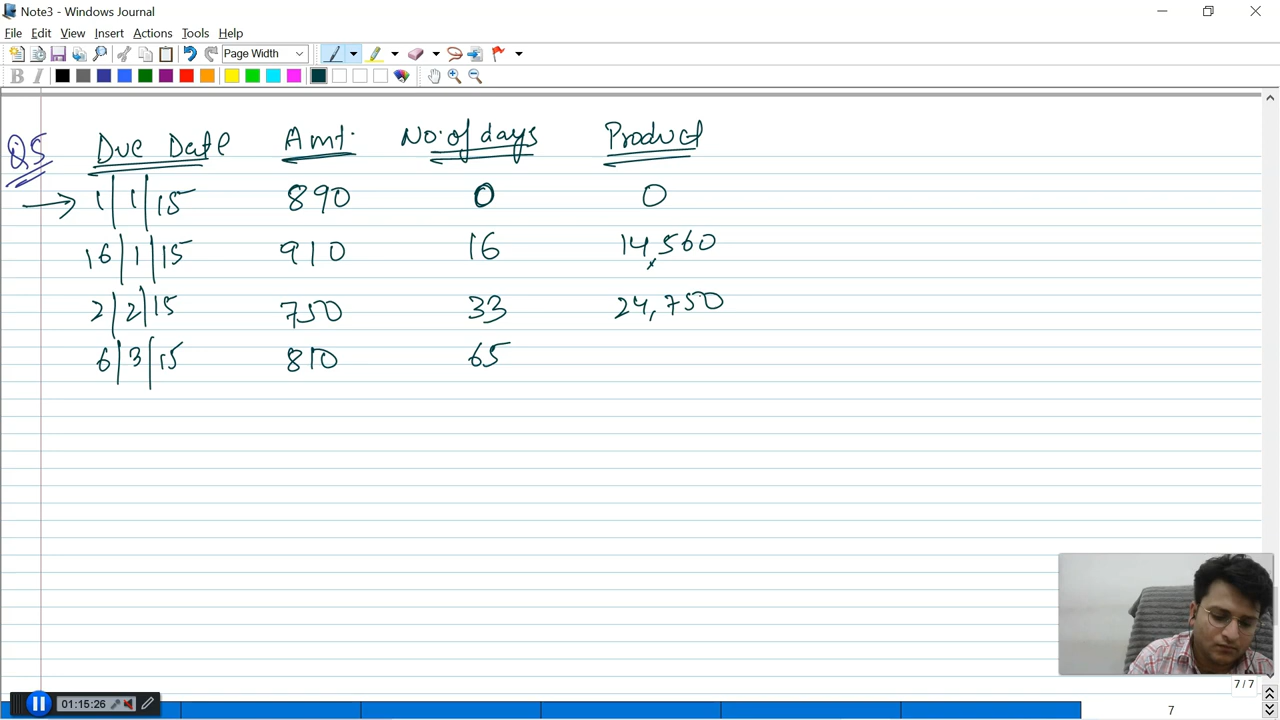 Note3 - Windows Journal
File Edit View Insert Actions Tools Help
Page Width
B I
Q5 Due Date Amt. No. of days Product
1|1|15 890 0 0
16|1|15 910 16 14,560
2|2|15 750 33 24,750
6|3|15 810 65
7 / 7
01:15:26
7